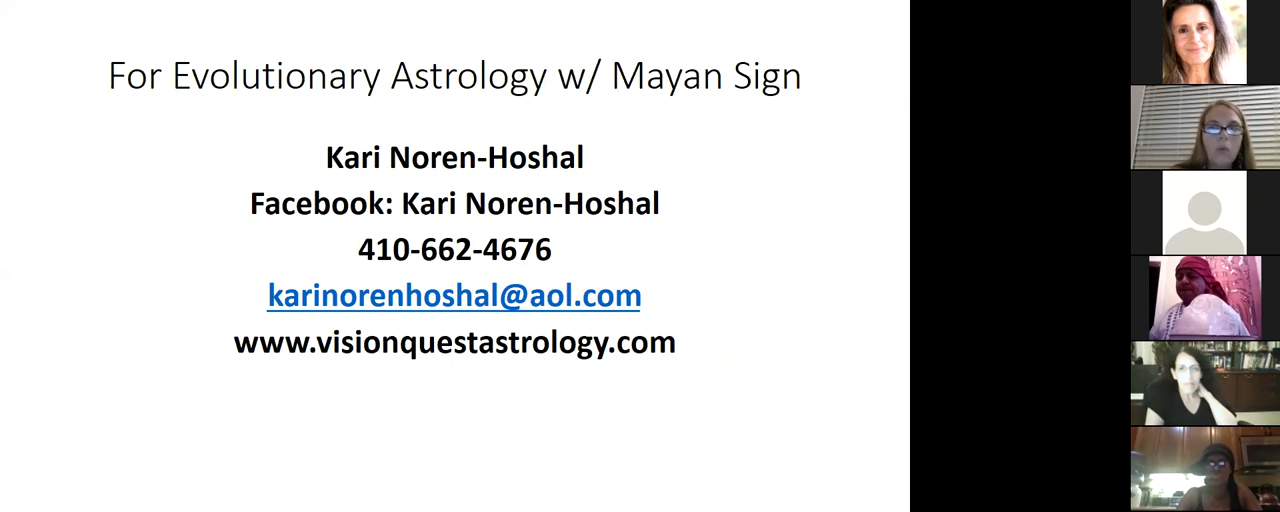 For Evolutionary Astrology w/ Mayan Sign
Kari Noren-Hoshal
Facebook: Kari Noren-Hoshal
410-662-4676
karinorenhoshal@aol.com
www.visionquestastrology.com